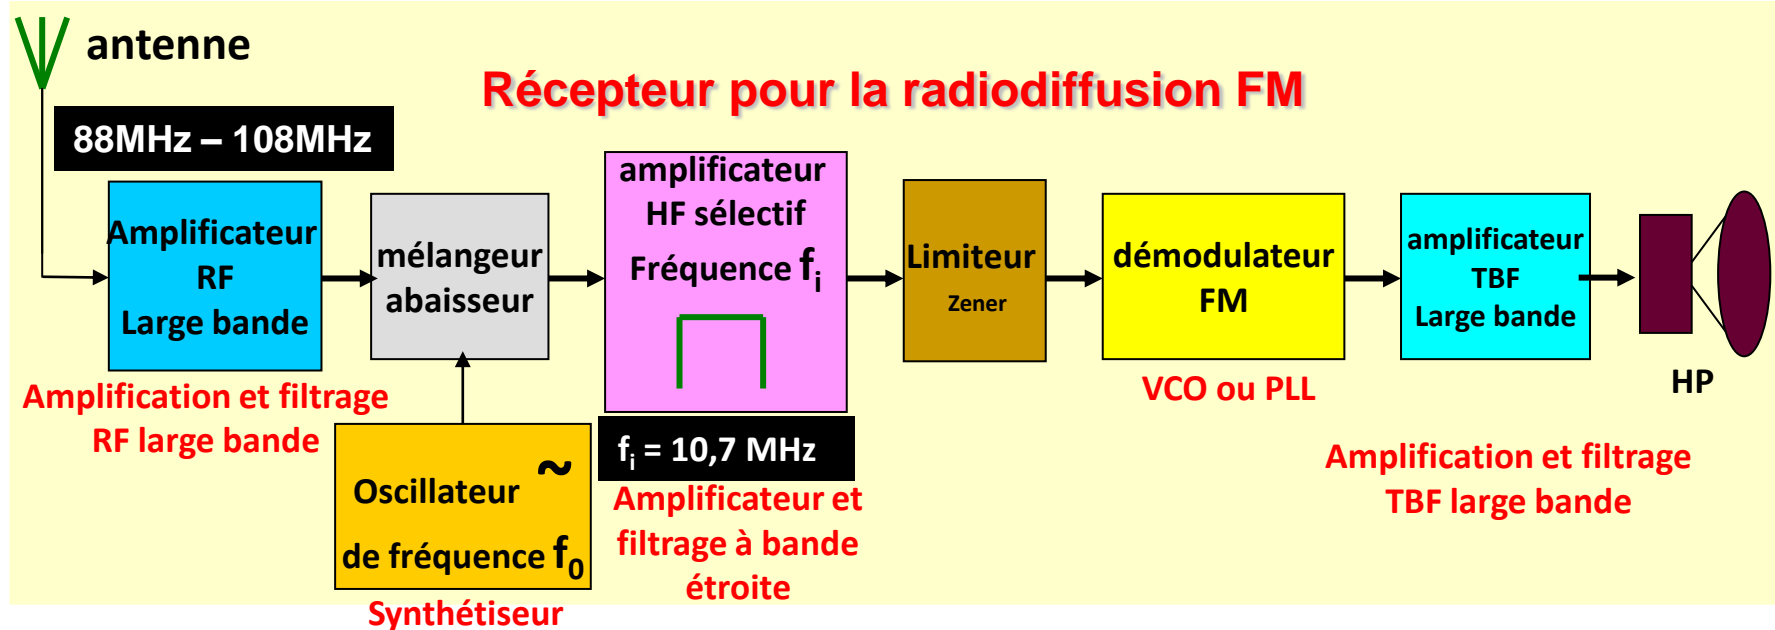 antenne
Récepteur pour la radiodiffusion FM
88MHz – 108MHz
Amplificateur
RF
Large bande
Amplification et filtrage
RF large bande
mélangeur
abaisseur
Oscillateur ~
de fréquence f0
Synthétiseur
amplificateur
HF sélectif
Fréquence fi
fi = 10,7 MHz
Amplificateur et
filtrage à bande
étroite
Limiteur
Zener
démodulateur
FM
VCO ou PLL
amplificateur
TBF
Large bande
Amplification et filtrage
TBF large bande
HP